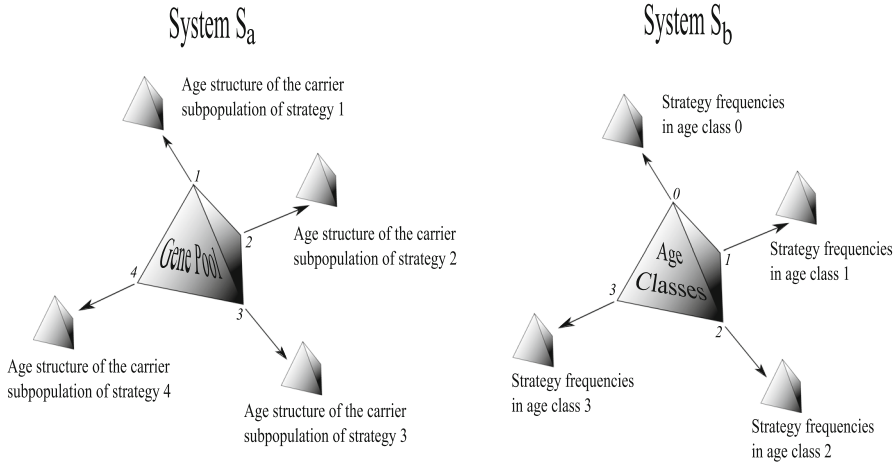 System Sa
Age structure of the carrier
subpopulation of strategy 1
1
2
Age structure of the carrier
subpopulation of strategy 2
Gene Pool
4
3
Age structure of the carrier
subpopulation of strategy 4
Age structure of the carrier
subpopulation of strategy 3
System Sb
Strategy frequencies
in age class 0
0
1
Strategy frequencies
in age class 1
Age
Classes
3
2
Strategy frequencies
in age class 3
Strategy frequencies
in age class 2